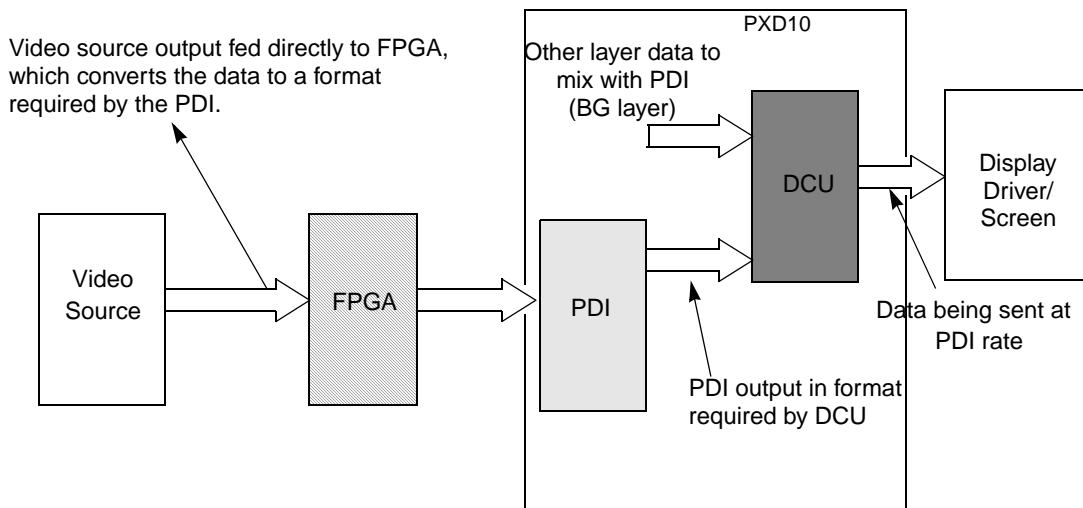 PXD10
Video source output fed directly to FPGA,
which converts the data to a format
required by the PDI.
Other layer data to
mix with PDI
(BG layer)
DCU
Display
Driver/
Screen
Video
Source
FPGA
PDI
Data being sent at
PDI rate
PDI output in format
required by DCU